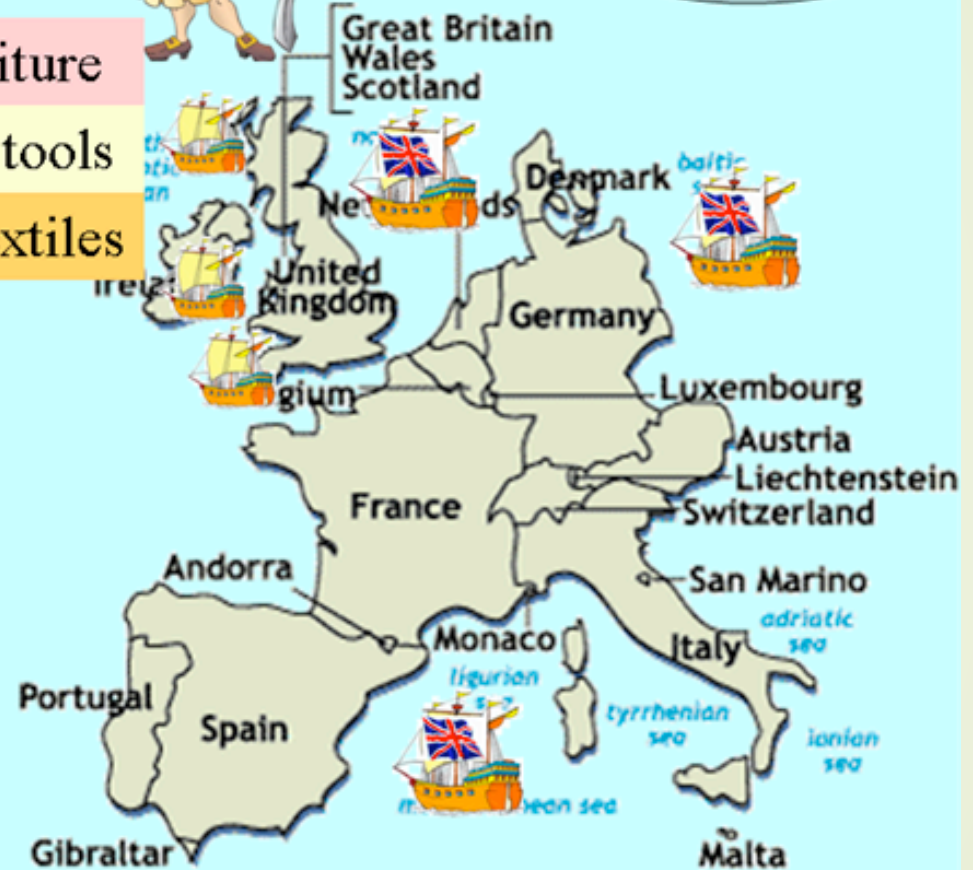 Great Britain
Wales
Scotland
iture
tools
xtiles
Denmark
baltic
United
Kingdom
Germany
gium
Luxembourg
Austria
Liechtenstein
Switzerland
France
Andorra
San Marino
adriatic
sea
Monaco
Italy
ligurian
Portugal
Spain
tyrrhenian
sea
ionian
sea
ean sea
Gibraltar
Malta